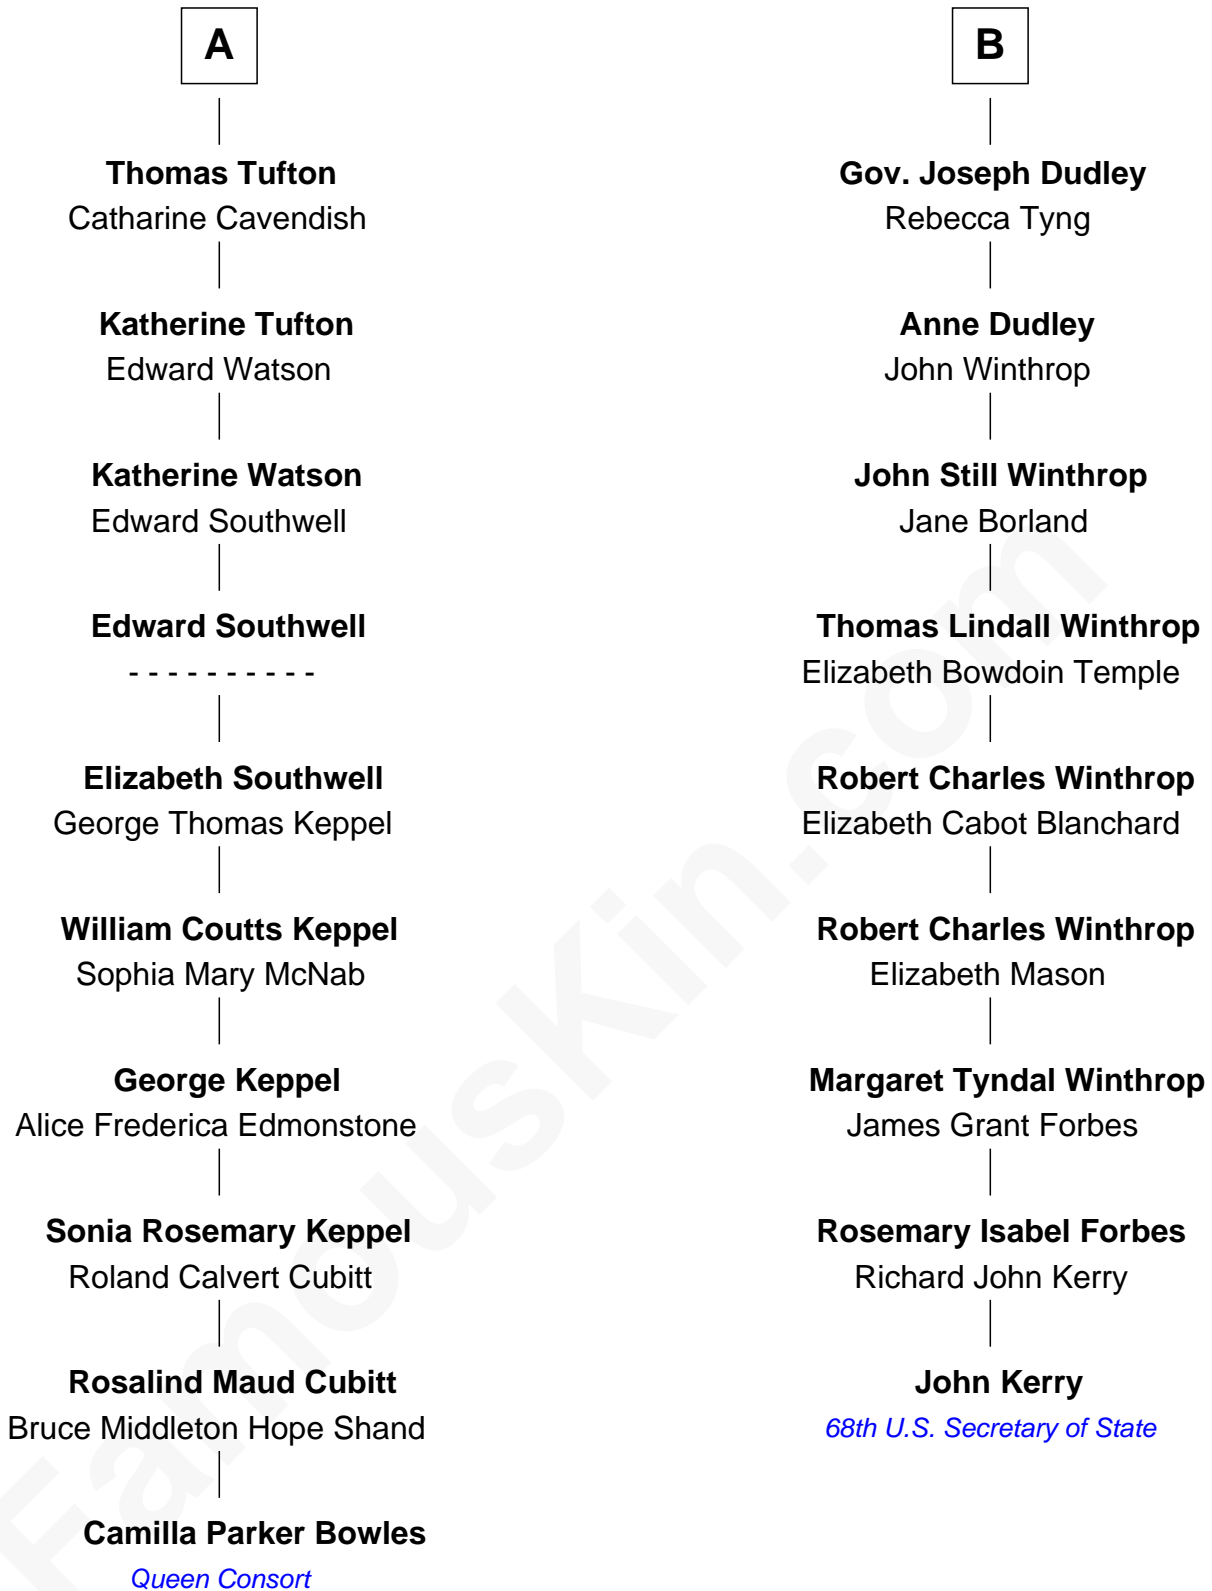 A
Thomas Tufton
Catharine Cavendish
Katherine Tufton
Edward Watson
Katherine Watson
Edward Southwell
Edward Southwell
- - - - - - - - - -
Elizabeth Southwell
George Thomas Keppel
William Coutts Keppel
Sophia Mary McNab
George Keppel
Alice Frederica Edmonstone
Sonia Rosemary Keppel
Roland Calvert Cubitt
Rosalind Maud Cubitt
Bruce Middleton Hope Shand
Camilla Parker Bowles
Queen Consort
B
Gov. Joseph Dudley
Rebecca Tyng
Anne Dudley
John Winthrop
John Still Winthrop
Jane Borland
Thomas Lindall Winthrop
Elizabeth Bowdoin Temple
Robert Charles Winthrop
Elizabeth Cabot Blanchard
Robert Charles Winthrop
Elizabeth Mason
Margaret Tyndal Winthrop
James Grant Forbes
Rosemary Isabel Forbes
Richard John Kerry
John Kerry
68th U.S. Secretary of State
FamousKin.com